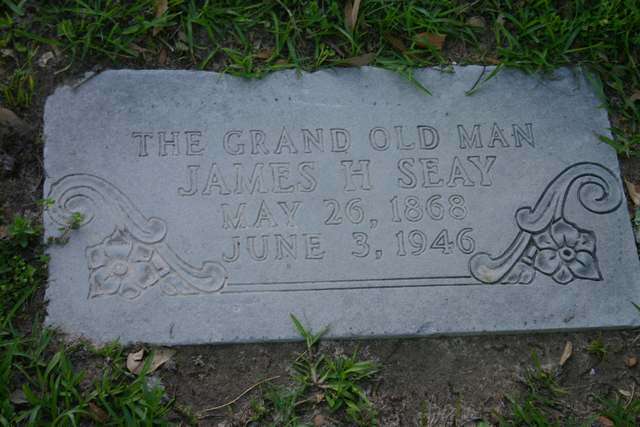 THE GRAND OLD MAN
JAMES H SEAY
MAY 26, 1868
JUNE 3, 1946